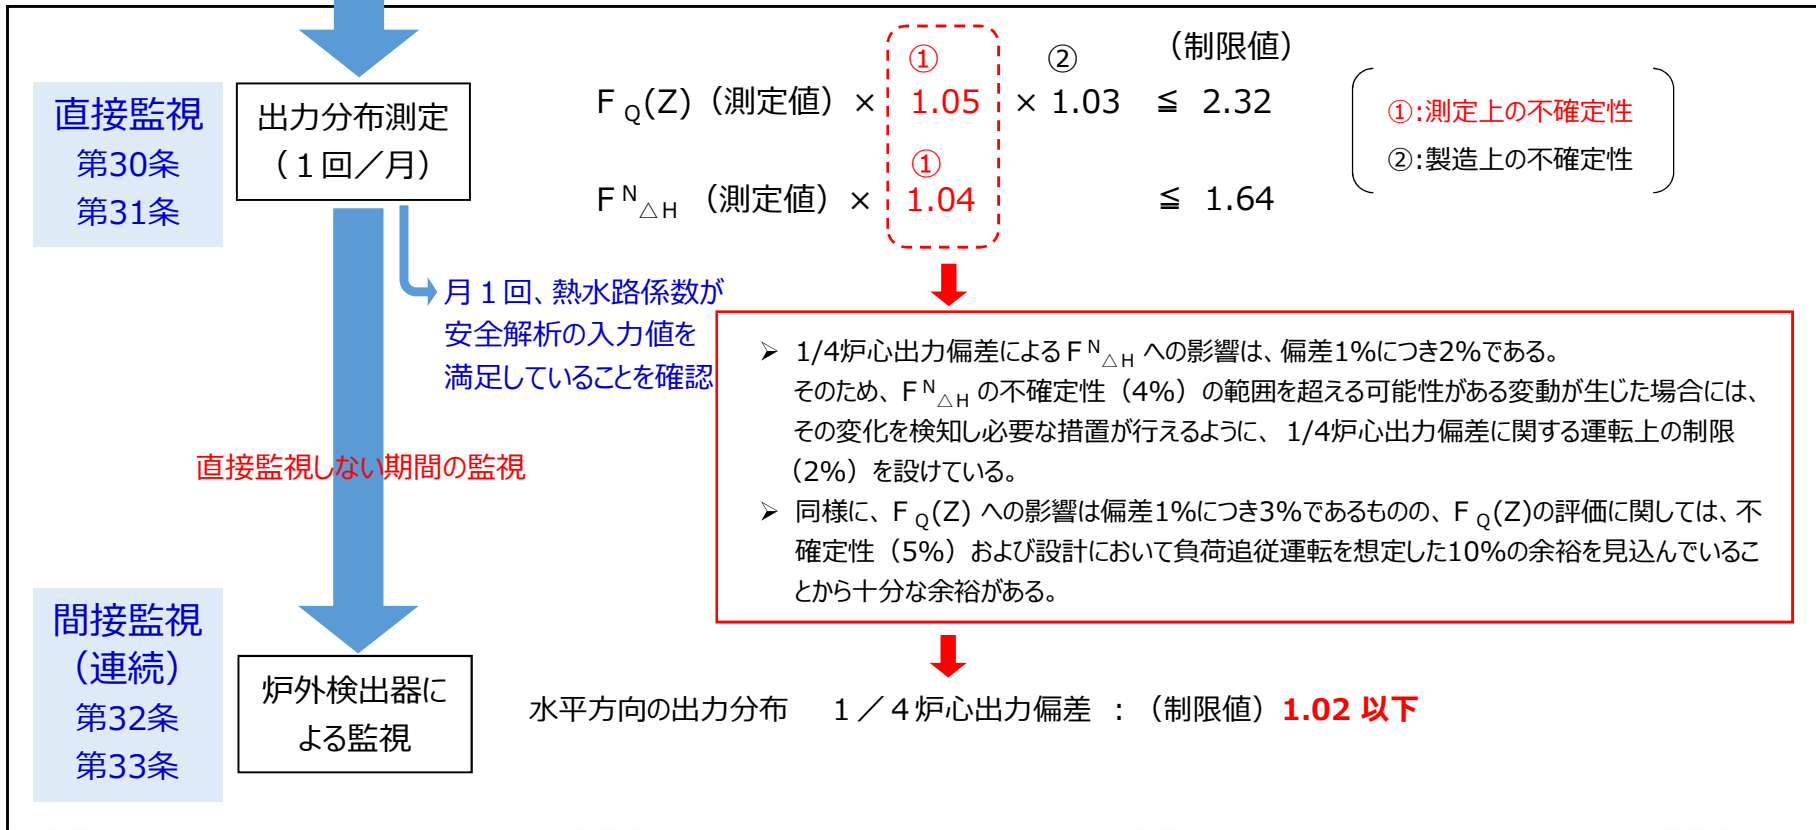 直接監視
第30条
第31条
出力分布測定
（１回／月）
① ② （制限値）
ＦQ(Z)（測定値）× 1.05 × 1.03 ≦ 2.32
①
ＦN△H （測定値）× 1.04 ≦ 1.64
①:測定上の不確定性
②:製造上の不確定性
月１回、熱水路係数が
安全解析の入力値を
満足していることを確認
直接監視しない期間の監視
➢ 1/4炉心出力偏差によるＦN△H への影響は、偏差1%につき2%である。
そのため、ＦN△H の不確定性（4%）の範囲を超える可能性がある変動が生じた場合には、
その変化を検知し必要な措置が行えるように、1/4炉心出力偏差に関する運転上の制限
（2%）を設けている。
➢ 同様に、ＦQ(Z) への影響は偏差1%につき3%であるものの、ＦQ(Z)の評価に関しては、不
確定性（5%）および設計において負荷追従運転を想定した10%の余裕を見込んでいるこ
とから十分な余裕がある。
間接監視
（連続）
第32条
第33条
炉外検出器に
よる監視
水平方向の出力分布 １／４炉心出力偏差 ：（制限値）1.02 以下